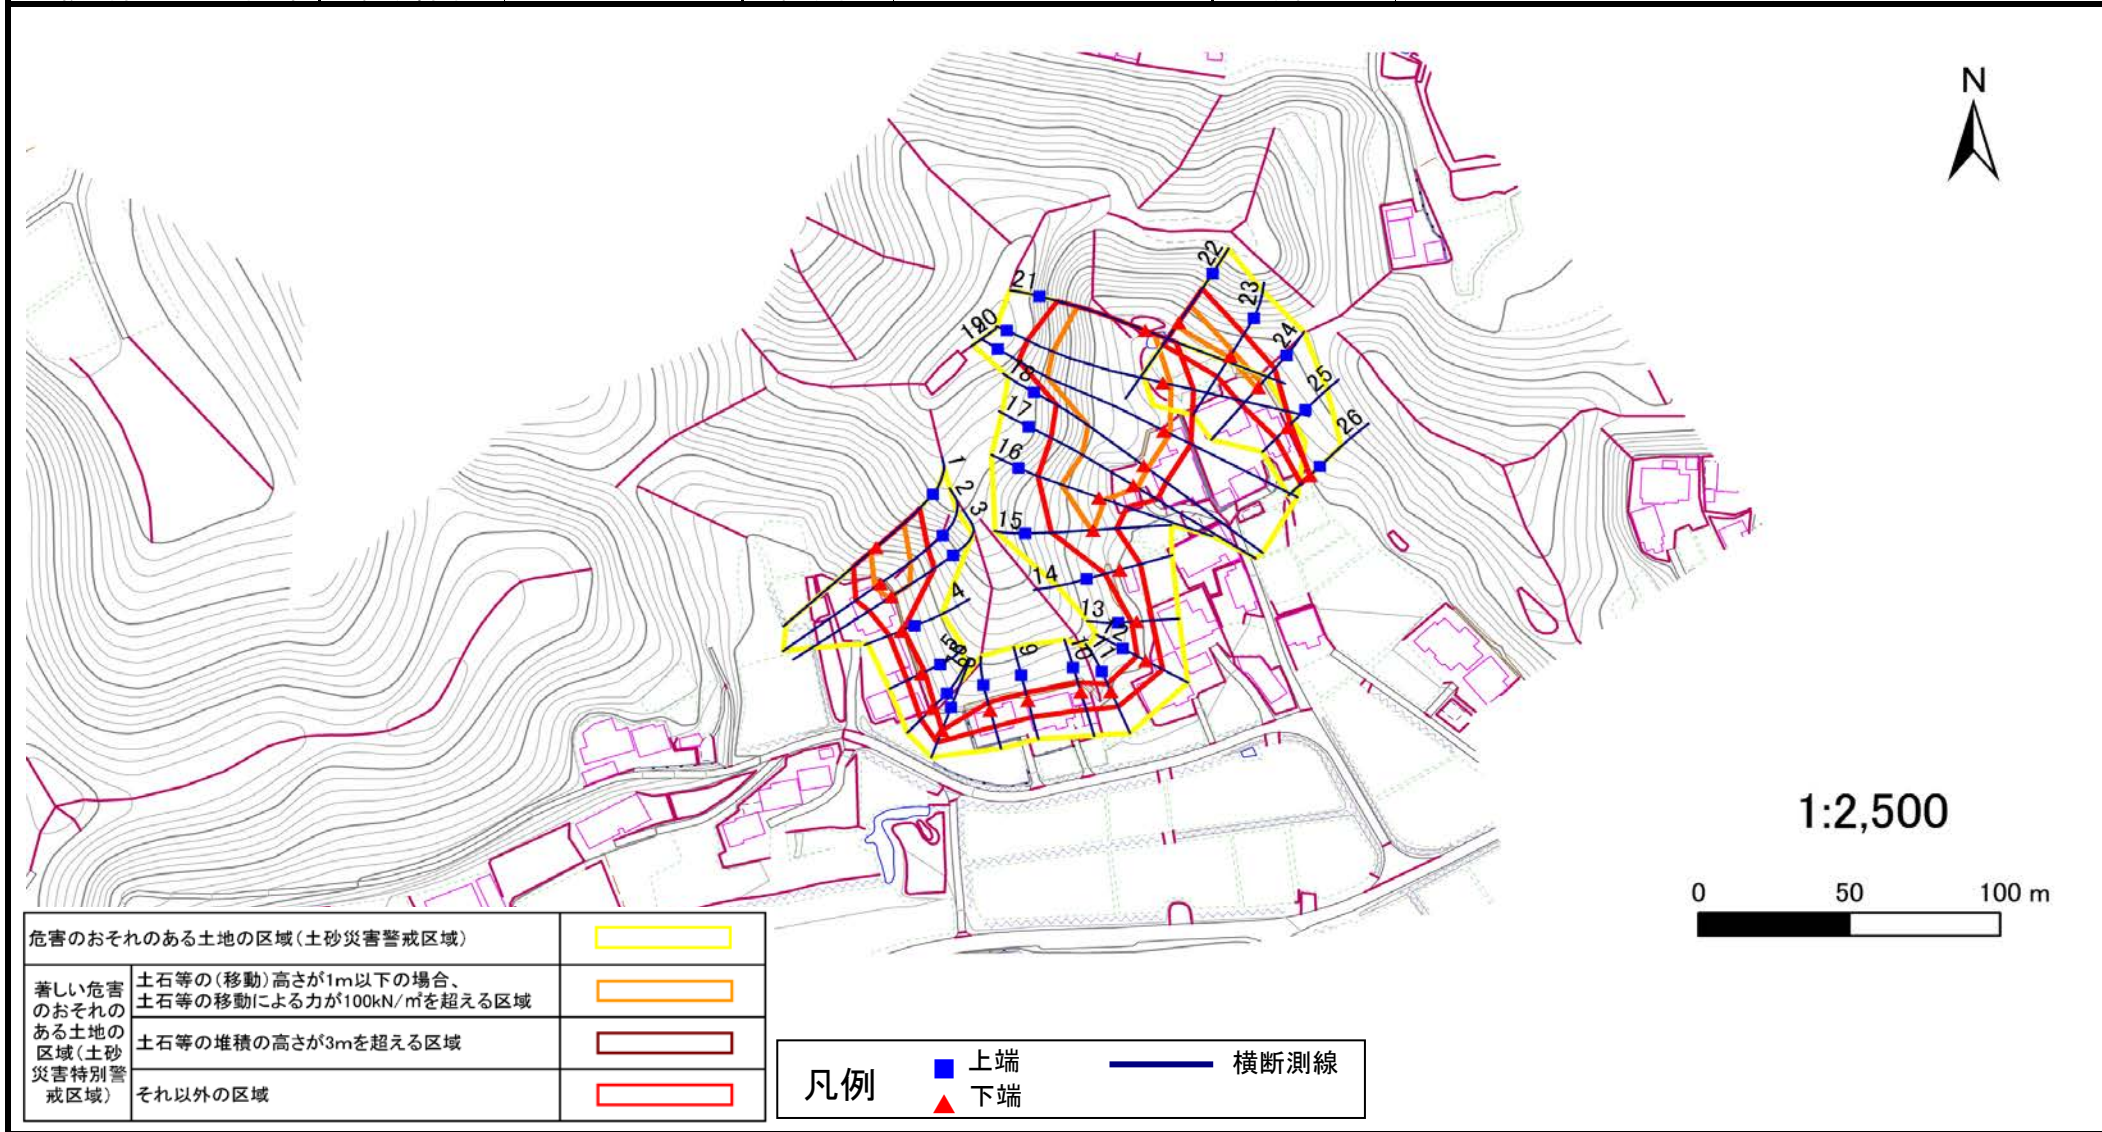 N
22
21
23
20
19
24
18
25
17
26
16
1
2
3
15
14
4
13
12
11
10
9
8
5
1:2,500
0 50 100 m
危害のおそれのある土地の区域(土砂災害警戒区域)
著しい危害
のおそれの
ある土地の
区域(土砂
災害特別警
戒区域)
土石等の(移動)高さが1m以下の場合、
土石等の移動による力が100kN/㎡を超える区域
土石等の堆積の高さが3mを超える区域
それ以外の区域
凡例
上端
下端
横断測線